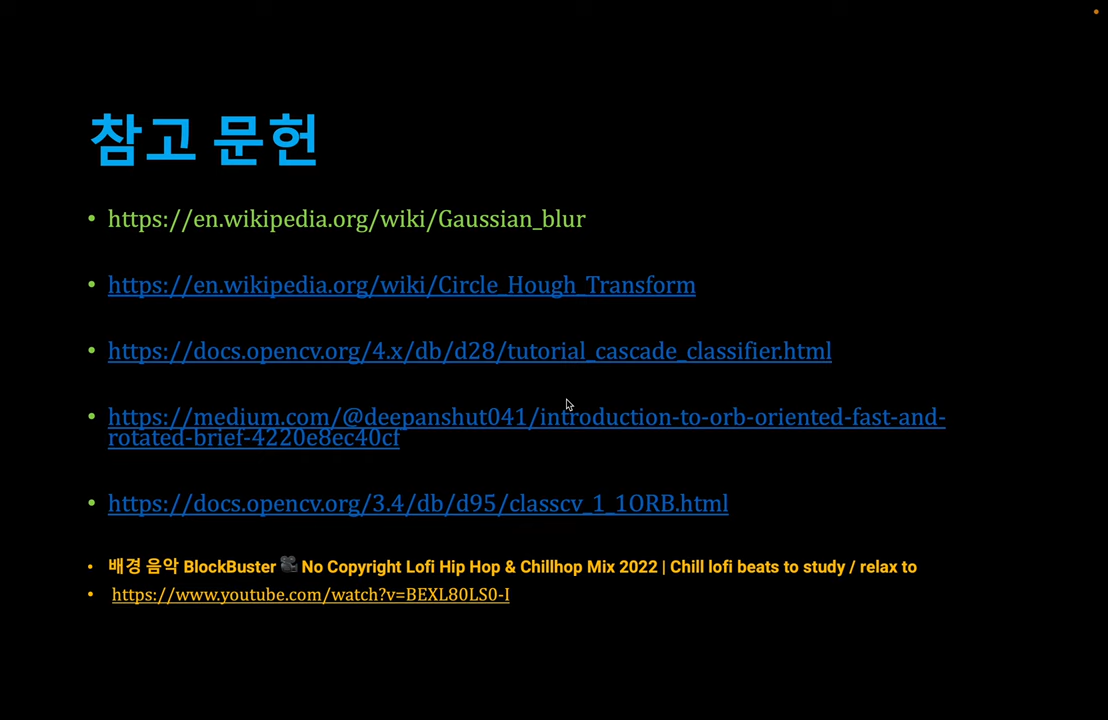 참고 문헌
• https://en.wikipedia.org/wiki/Gaussian_blur
• https://en.wikipedia.org/wiki/Circle_Hough_Transform
• https://docs.opencv.org/4.x/db/d28/tutorial_cascade_classifier.html
• https://medium.com/@deepanshut041/introduction-to-orb-oriented-fast-and-
rotated-brief-4220e8ec40cf
• https://docs.opencv.org/3.4/db/d95/classcv_1_1ORB.html
• 배경 음악 BlockBuster 🎥 No Copyright Lofi Hip Hop & Chillhop Mix 2022 | Chill lofi beats to study / relax to
• https://www.youtube.com/watch?v=BEXL80LS0-I